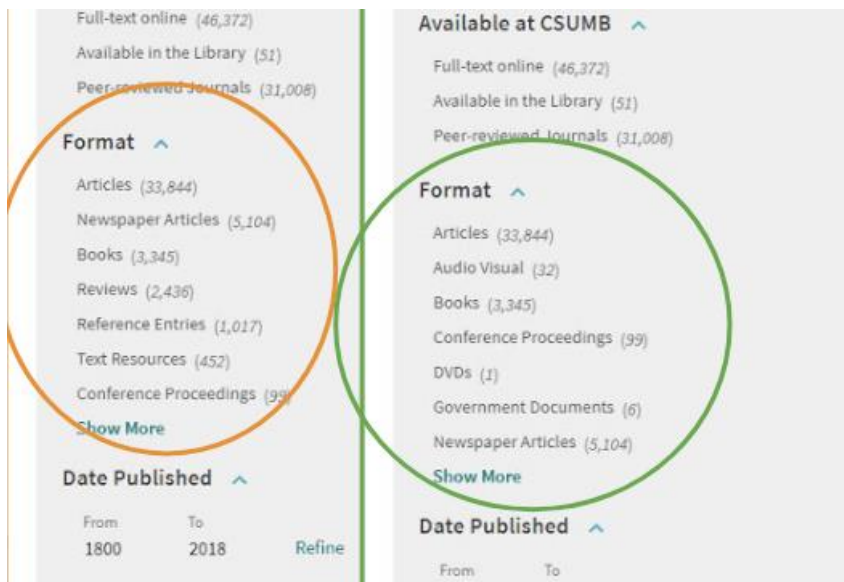 Full-text online (46,372)
Available in the Library (51)
Peer-reviewed Journals (31,008)
Format
Articles (33,844)
Newspaper Articles (5,104)
Books (3,345)
Reviews (2,436)
Reference Entries (1,017)
Text Resources (452)
Conference Proceedings (99)
Show More
Date Published
From To
1800 2018 Refine
Available at CSUMB
Full-text online (46,372)
Available in the Library (51)
Peer-reviewed Journals (31,008)
Format
Articles (33,844)
Audio Visual (32)
Books (3,345)
Conference Proceedings (99)
DVDs (1)
Government Documents (6)
Newspaper Articles (5,104)
Show More
Date Published
From To